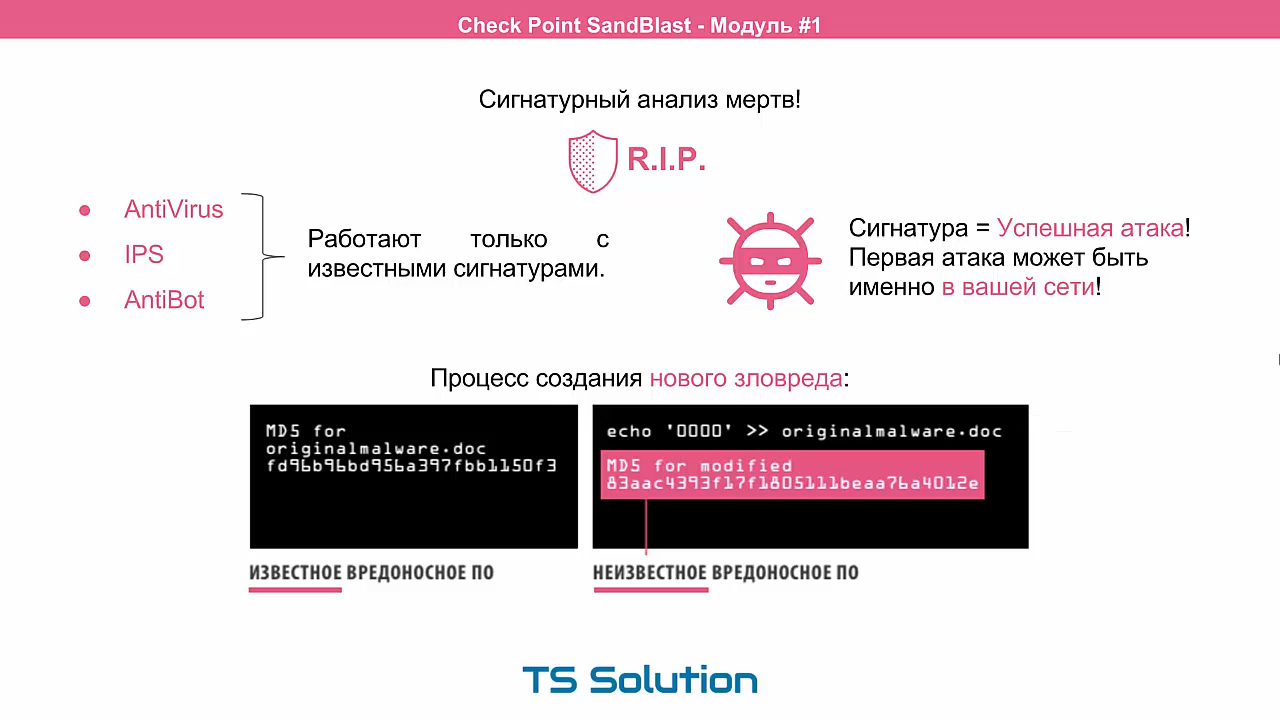 Check Point SandBlast - Модуль #1
Сигнатурный анализ мертв!
R.I.P.
AntiVirus
IPS
AntiBot
Работают только с
известными сигнатурами.
Сигнатура = Успешная атака!
Первая атака может быть
именно в вашей сети!
Процесс создания нового зловреда:
MD5 for
originalmalware.doc
fd96b96bd956a397fbb1150f3
echo '0000' >> originalmalware.doc
MD5 for modified
83aac4393f17f1805111beaa76a4012e
ИЗВЕСТНОЕ ВРЕДОНОСНОЕ ПО
НЕИЗВЕСТНОЕ ВРЕДОНОСНОЕ ПО
TS Solution